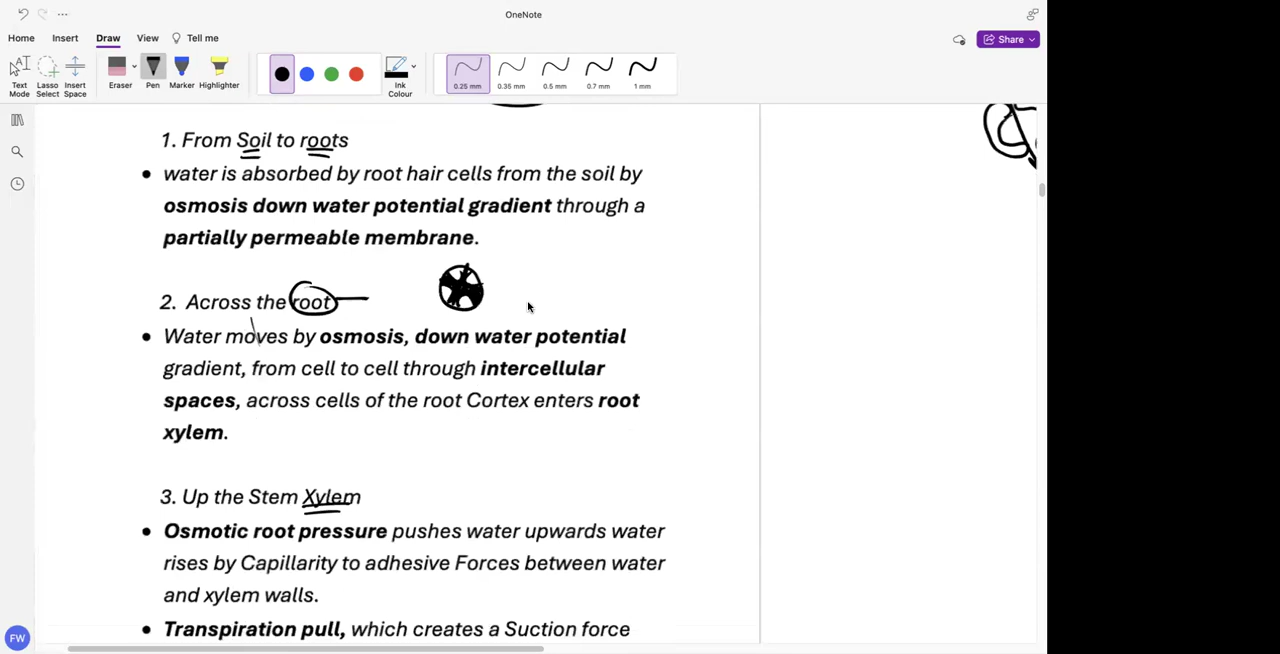 OneNote
Home Insert Draw View Tell me
Share
Text Mode
Lasso Select
Insert Space
Eraser
Pen
Marker
Highlighter
Ink Colour
0.25 mm
0.35 mm
0.5 mm
0.7 mm
1 mm
1. From Soil to roots
• water is absorbed by root hair cells from the soil by
osmosis down water potential gradient through a
partially permeable membrane.
2. Across the root
• Water moves by osmosis, down water potential
gradient, from cell to cell through intercellular
spaces, across cells of the root Cortex enters root
xylem.
3. Up the Stem Xylem
• Osmotic root pressure pushes water upwards water
rises by Capillarity to adhesive Forces between water
and xylem walls.
• Transpiration pull, which creates a Suction force
FW